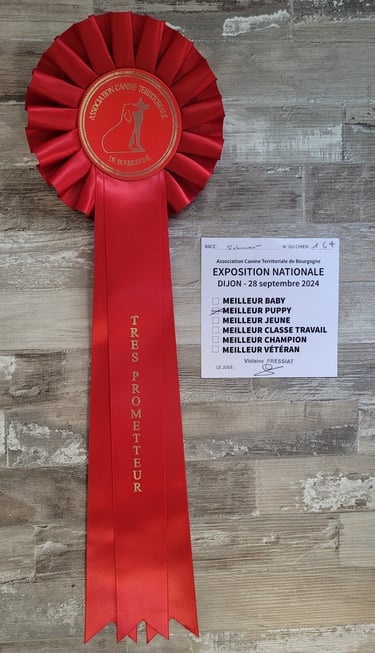 ASSOCIATION CANINE TERRITORIALE
DE BOURGOGNE
TRES PROMETTEUR
RACE: N° DU CHIEN: 164
Association Canine Territoriale de Bourgogne
EXPOSITION NATIONALE
DIJON - 28 septembre 2024
MEILLEUR BABY
MEILLEUR PUPPY
MEILLEUR JEUNE
MEILLEUR CLASSE TRAVAIL
MEILLEUR CHAMPION
MEILLEUR VÉTÉRAN
Violaine PRESSIAT
LE JUGE: